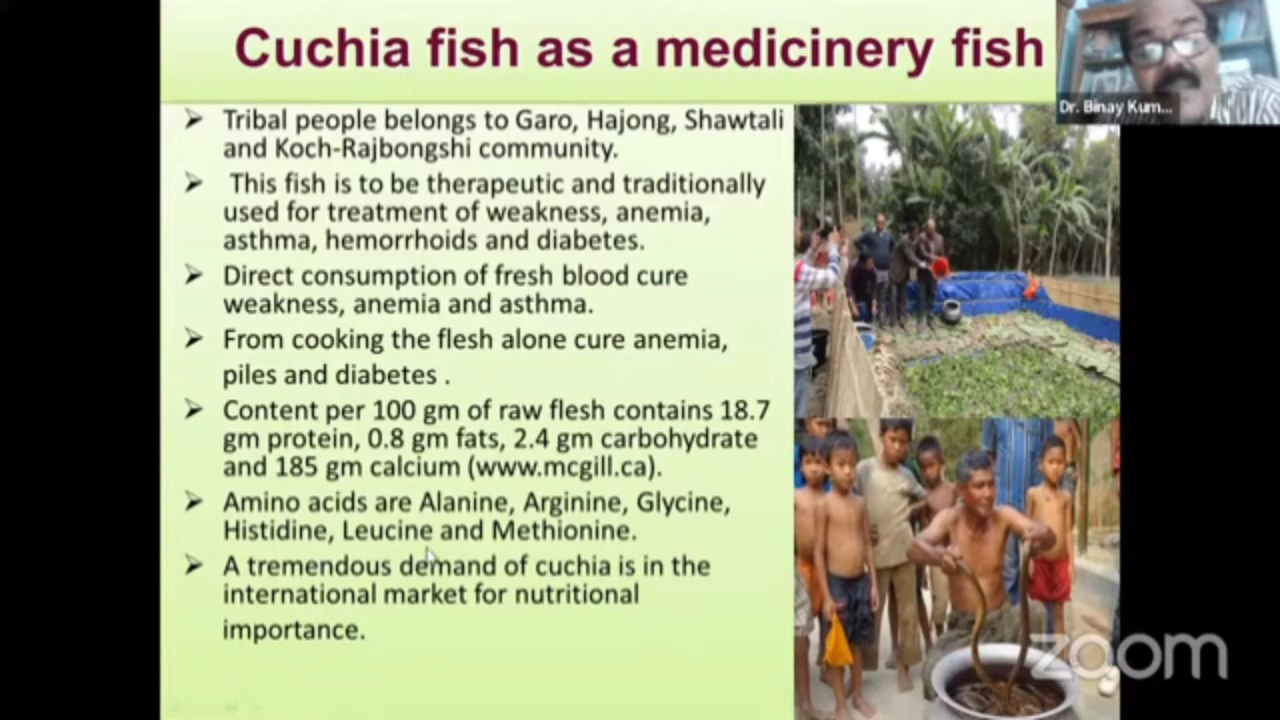 Cuchia fish as a medicinery fish
Dr. Binay Kum...
➢ Tribal people belongs to Garo, Hajong, Shawtali
and Koch-Rajbongshi community.
➢ This fish is to be therapeutic and traditionally
used for treatment of weakness, anemia,
asthma, hemorrhoids and diabetes.
➢ Direct consumption of fresh blood cure
weakness, anemia and asthma.
➢ From cooking the flesh alone cure anemia,
piles and diabetes .
➢ Content per 100 gm of raw flesh contains 18.7
gm protein, 0.8 gm fats, 2.4 gm carbohydrate
and 185 gm calcium (www.mcgill.ca).
➢ Amino acids are Alanine, Arginine, Glycine,
Histidine, Leucine and Methionine.
➢ A tremendous demand of cuchia is in the
international market for nutritional
importance.
zoom